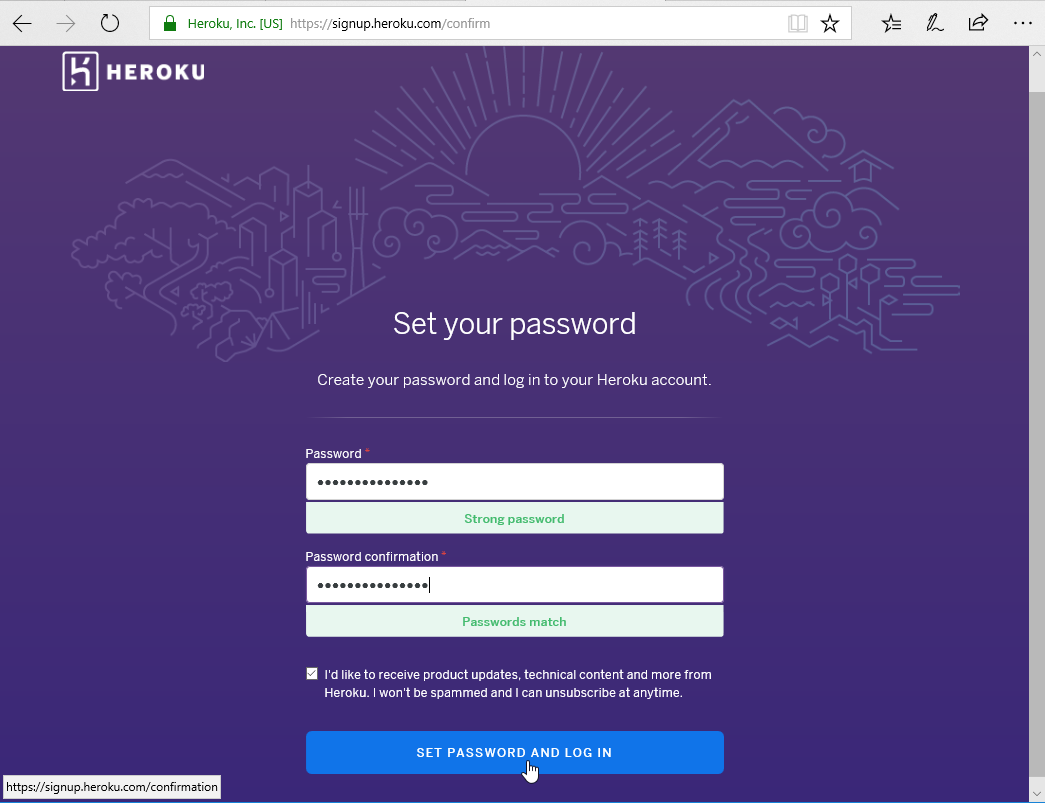 Heroku, Inc. [US] https://signup.heroku.com/confirm
HEROKU
Set your password
Create your password and log in to your Heroku account.
Password *
•••••••••••••••
Strong password
Password confirmation *
•••••••••••••••
Passwords match
I'd like to receive product updates, technical content and more from
Heroku. I won't be spammed and I can unsubscribe at anytime.
SET PASSWORD AND LOG IN
https://signup.heroku.com/confirmation